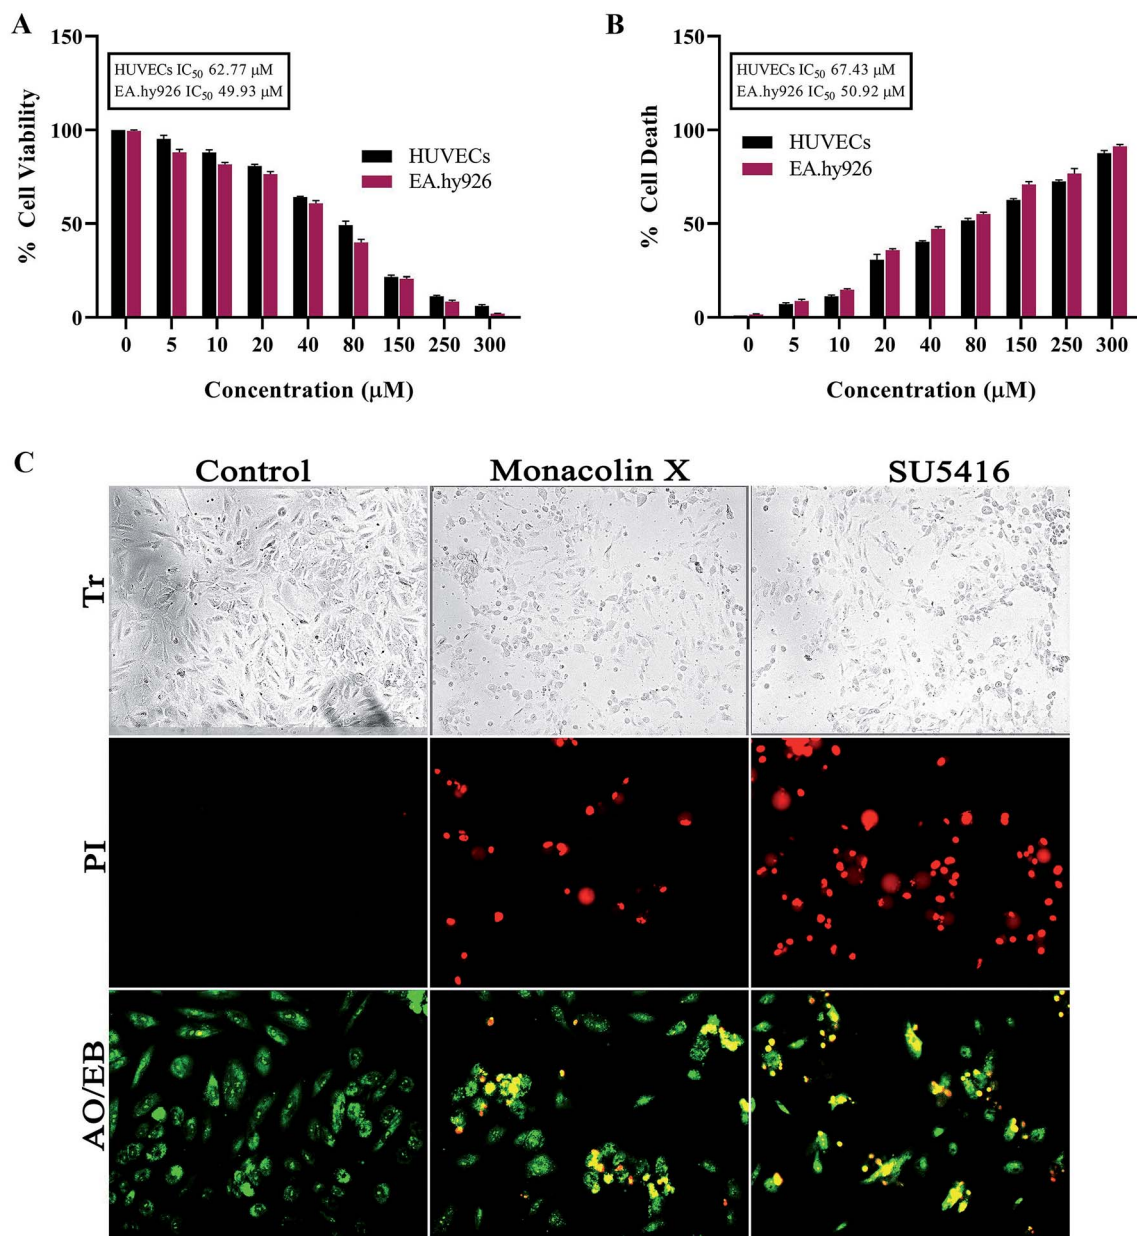 A
150
100
50
0
% Cell Viability
HUVECs IC₅₀ 62.77 μM
EA.hy926 IC₅₀ 49.93 μM
HUVECs
EA.hy926
0 5 10 20 40 80 150 250 300
Concentration (μM)
B
150
100
50
0
% Cell Death
HUVECs IC₅₀ 67.43 μM
EA.hy926 IC₅₀ 50.92 μM
HUVECs
EA.hy926
0 5 10 20 40 80 150 250 300
Concentration (μM)
C
Control Monacolin X SU5416
Tr
PI
AO/EB